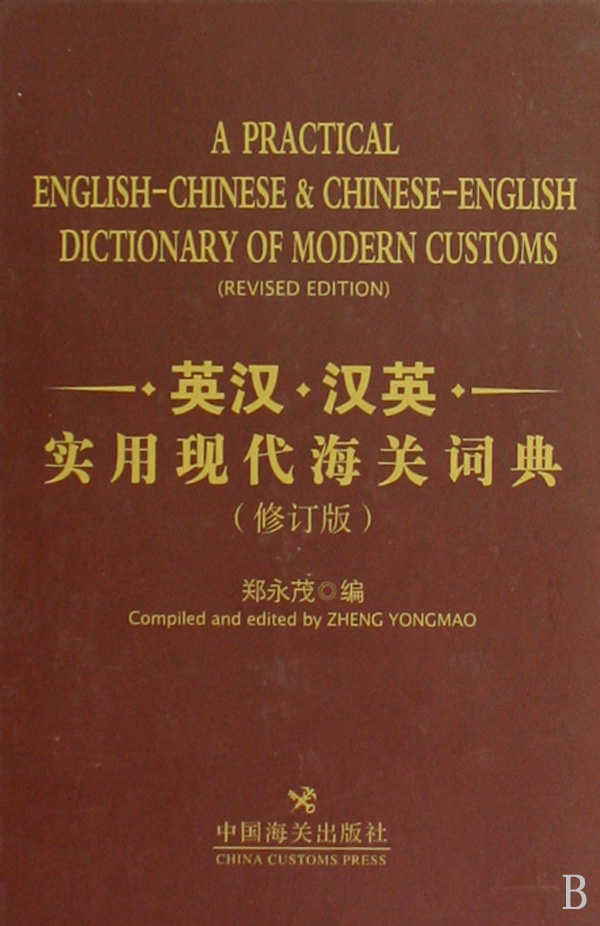 A PRACTICAL
ENGLISH-CHINESE & CHINESE-ENGLISH
DICTIONARY OF MODERN CUSTOMS
(REVISED EDITION)
英汉·汉英
实用现代海关词典
（修订版）
郑永茂◎编
Compiled and edited by ZHENG YONGMAO
中国海关出版社
CHINA CUSTOMS PRESS
B